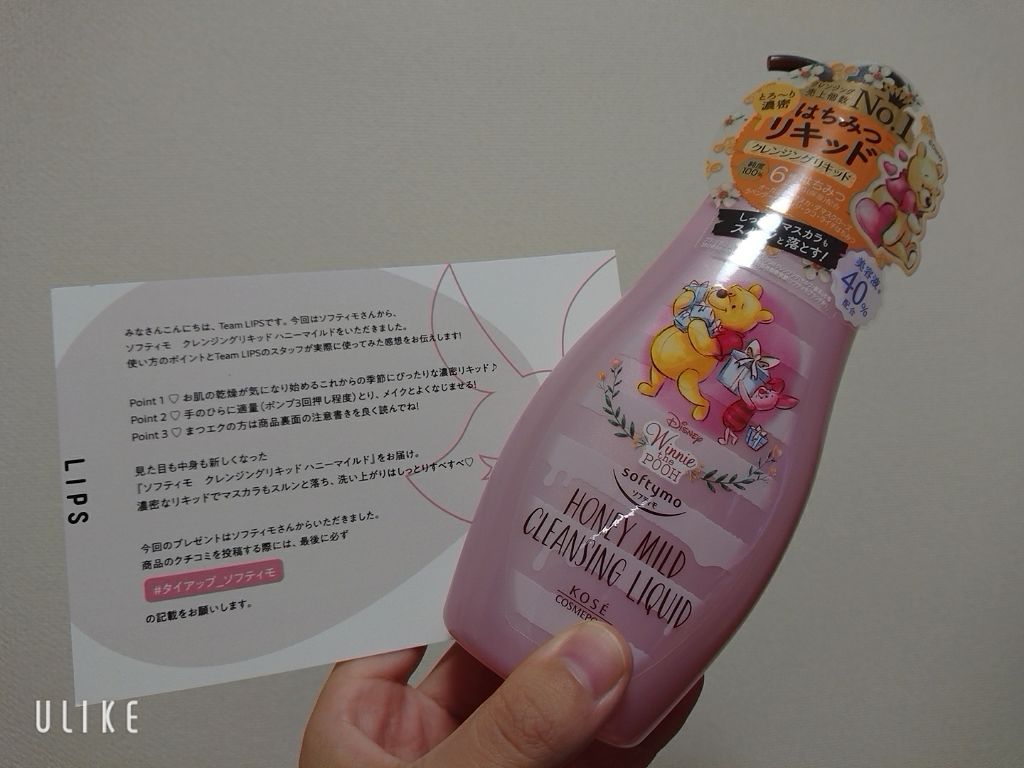 みなさんこんにちは、Team LIPSです。今回はソフティモさんから、
ソフティモ クレンジングリキッド ハニーマイルドをいただきました。
使い方のポイントとTeam LIPSのスタッフが実際に使ってみた感想をお伝えします!
Point 1 ♡ お肌の乾燥が気になり始めるこれからの季節にぴったりな濃密リキッド♪
Point 2 ♡ 手のひらに適量(ポンプ3回押し程度)とり、メイクとよくなじませる!
Point 3 ♡ まつエクの方は商品裏面の注意書きを良く読んでね!
見た目も中身も新しくなった
『ソフティモ クレンジングリキッド ハニーマイルド』をお届け。
濃密なリキッドでマスカラもスルンと落ち、洗い上がりはしっとりすべすべ♡
今回のプレゼントはソフティモさんからいただきました。
商品のクチコミを投稿する際には、最後に必ず
#タイアップ_ソフティモ
の記載をお願いします。
LIPS
売上個数
No.1
とろ~り
濃密
はちみつ
リキッド
クレンジングリキッド
純度
100%
はちみつ
マスカラも
と落とす!
美容液
40%
配合
Disney
Winnie
the
POOH
softymo
ソフティモ
HONEY MILD
CLEANSING LIQUID
KOSÉ
ULIKE